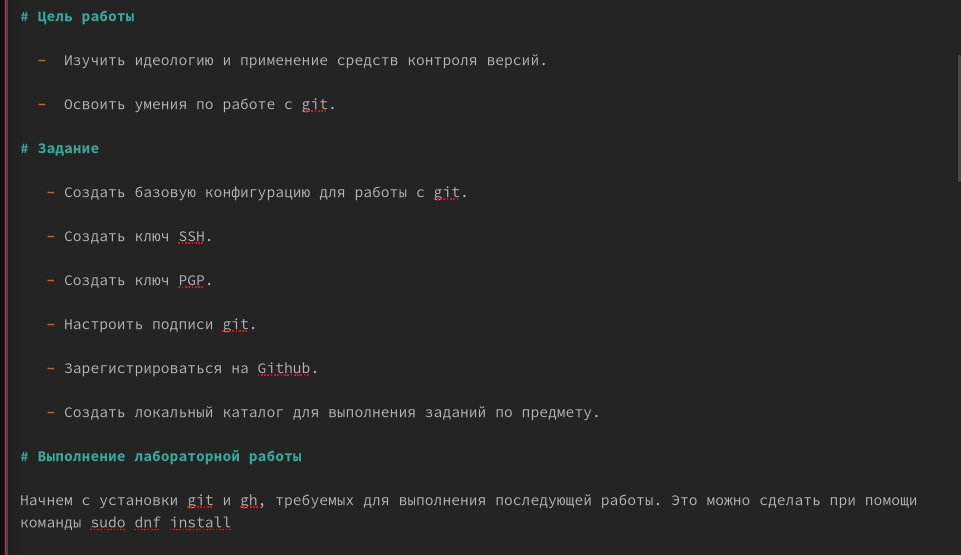 # Цель работы
- Изучить идеологию и применение средств контроля версий.
- Освоить умения по работе с git.
# Задание
- Создать базовую конфигурацию для работы с git.
- Создать ключ SSH.
- Создать ключ PGP.
- Настроить подписи git.
- Зарегистрироваться на Github.
- Создать локальный каталог для выполнения заданий по предмету.
# Выполнение лабораторной работы
Начнем с установки git и gh, требуемых для выполнения последующей работы. Это можно сделать при помощи
команды sudo dnf install